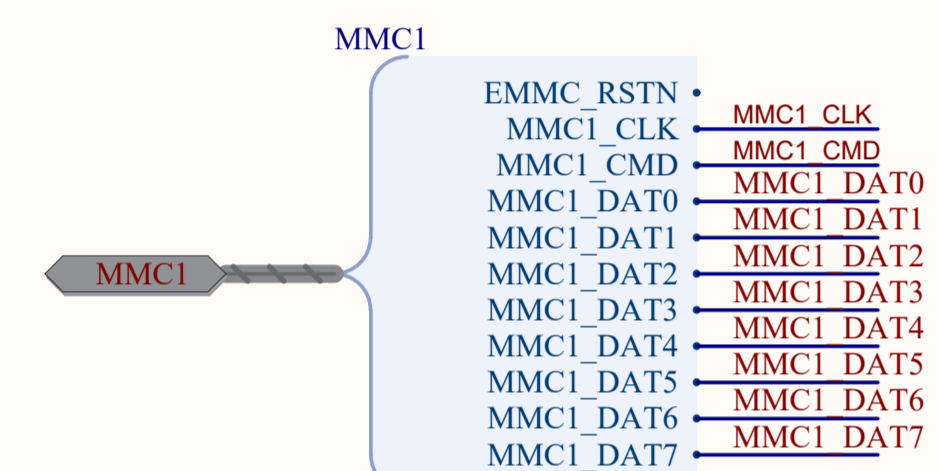 MMC1
EMMC_RSTN
MMC1_CLK MMC1_CLK
MMC1_CMD MMC1_CMD
MMC1_DAT0 MMC1_DAT0
MMC1_DAT1 MMC1_DAT1
MMC1 MMC1_DAT2 MMC1_DAT2
MMC1_DAT3 MMC1_DAT3
MMC1_DAT4 MMC1_DAT4
MMC1_DAT5 MMC1_DAT5
MMC1_DAT6 MMC1_DAT6
MMC1_DAT7 MMC1_DAT7